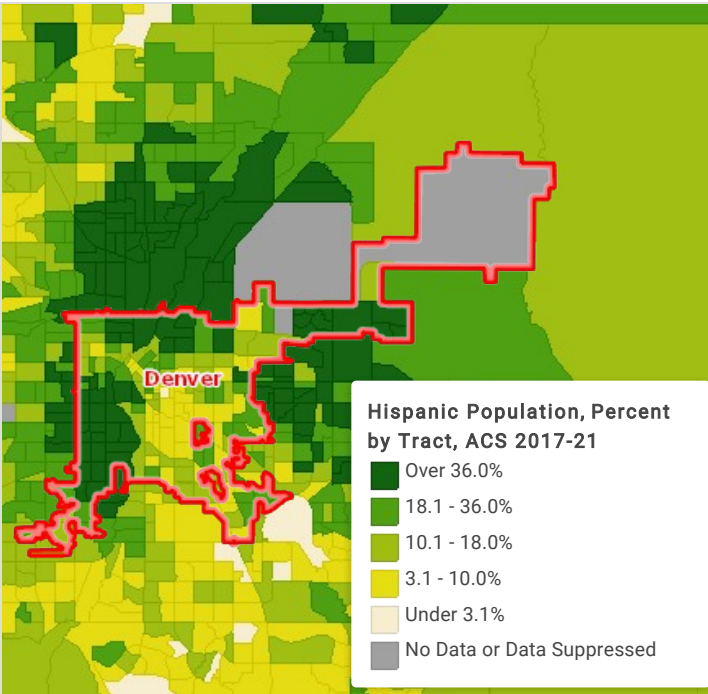 Denver
Hispanic Population, Percent
by Tract, ACS 2017-21
Over 36.0%
18.1 - 36.0%
10.1 - 18.0%
3.1 - 10.0%
Under 3.1%
No Data or Data Suppressed